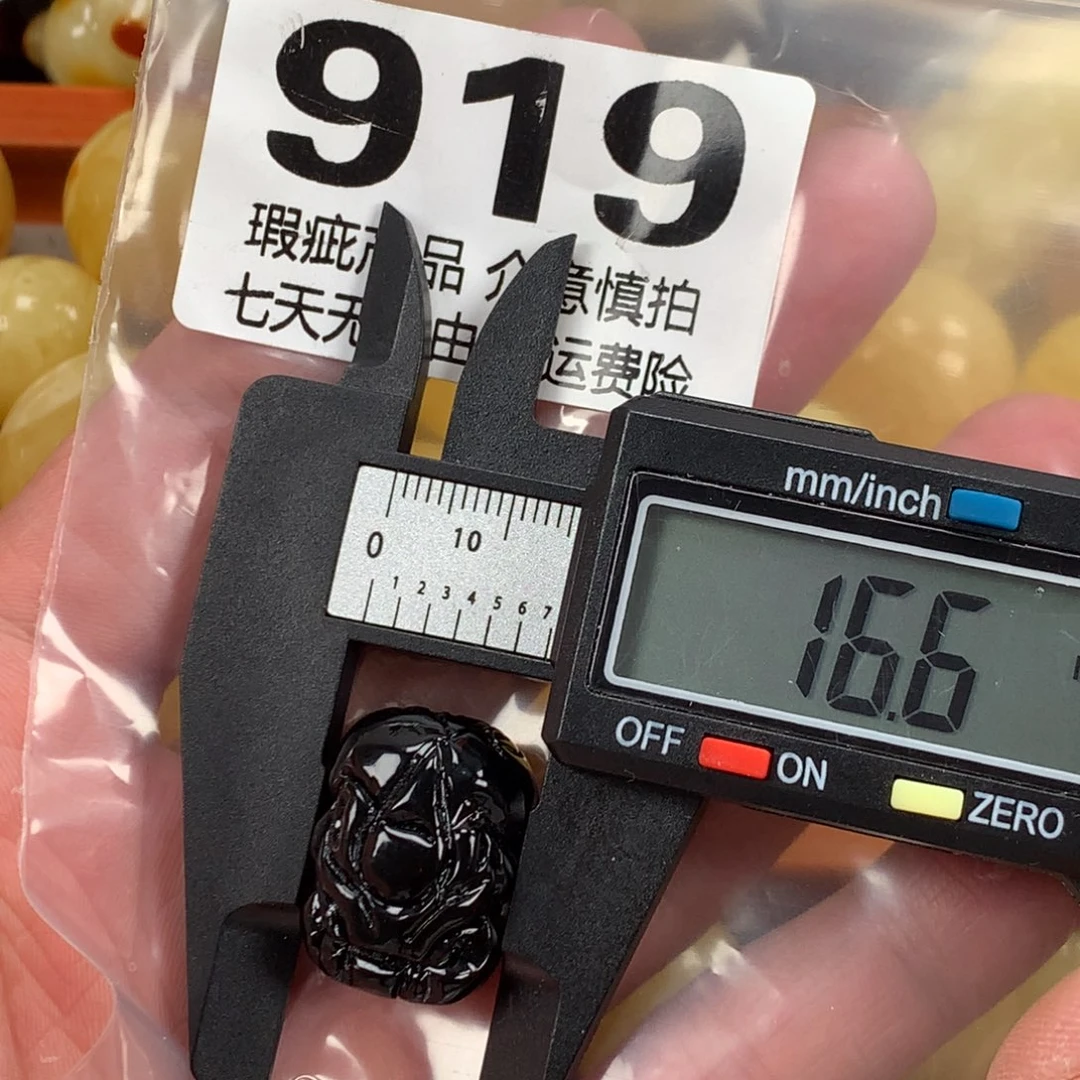 919
瑕疵 品 介意慎拍
七天无 由 运费险
mm/inch
0 10
1 2 3 4 5 6 7
16.6
OFF ON ZERO